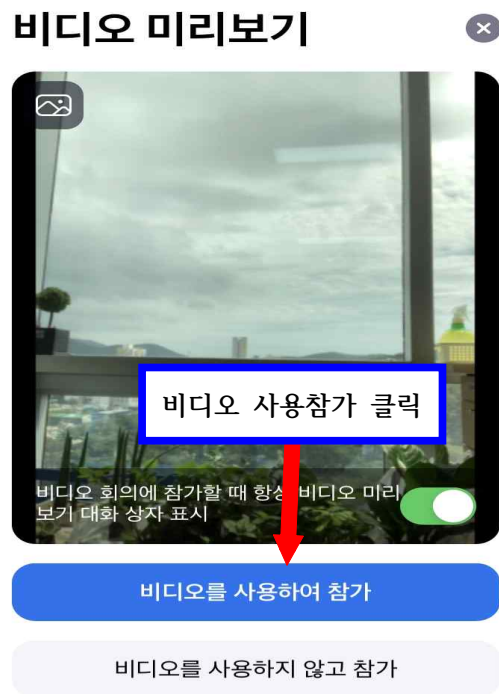 비디오 미리보기
비디오 사용참가 클릭
비디오 회의에 참가할 때 항상 비디오 미리
보기 대화 상자 표시
비디오를 사용하여 참가
비디오를 사용하지 않고 참가